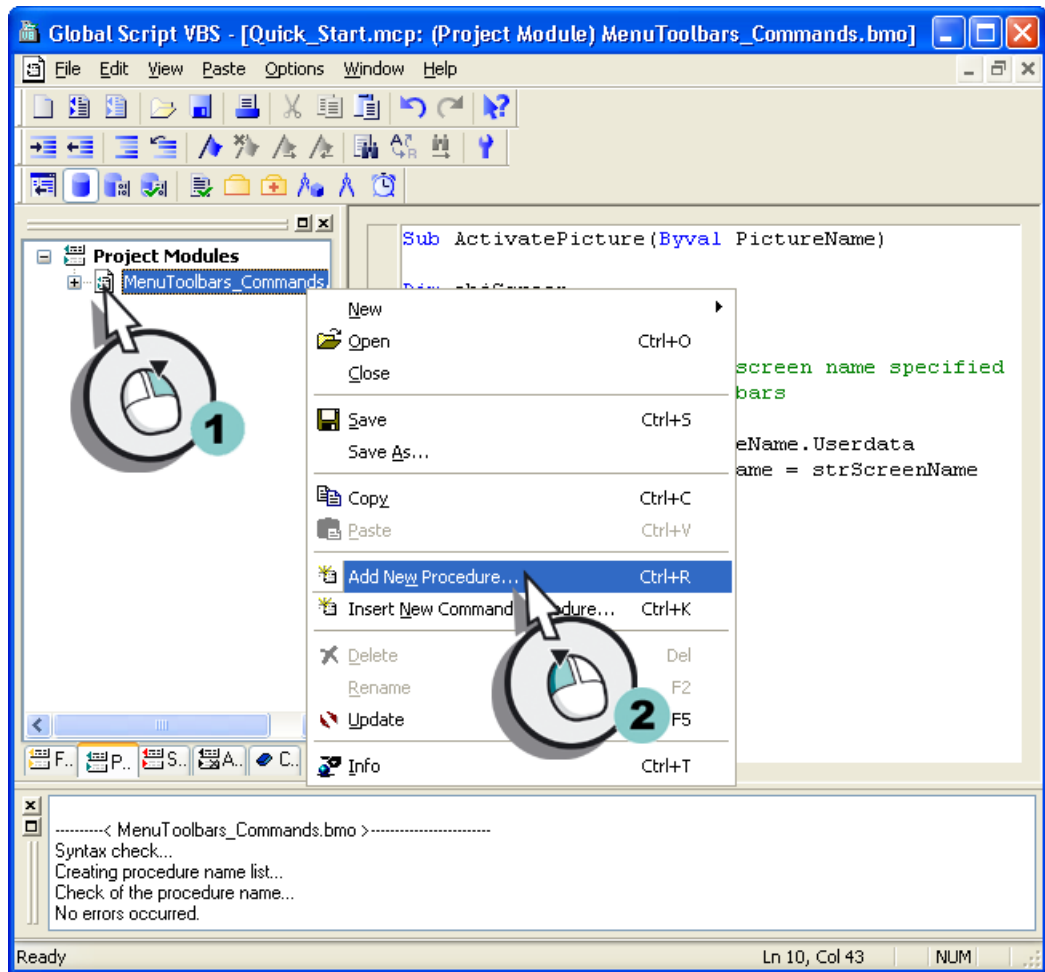 Global Script VBS - [Quick_Start.mcp: (Project Module) MenuToolbars_Commands.bmo]
File Edit View Paste Options Window Help
Project Modules
MenuToolbars_Commands.
1
Sub ActivatePicture(Byval PictureName)
screen name specified
bars
eName.Userdata
ame = strScreenName
New
Open Ctrl+O
Close
Save Ctrl+S
Save As...
Copy Ctrl+C
Paste Ctrl+V
Add New Procedure... Ctrl+R
Insert New Command edure... Ctrl+K
Delete Del
Rename F2
Update F5
Info Ctrl+T
2
F.. P.. S.. A.. C..
----------< MenuToolbars_Commands.bmo >------------------------
Syntax check...
Creating procedure name list...
Check of the procedure name...
No errors occurred.
Ready Ln 10, Col 43 NUM